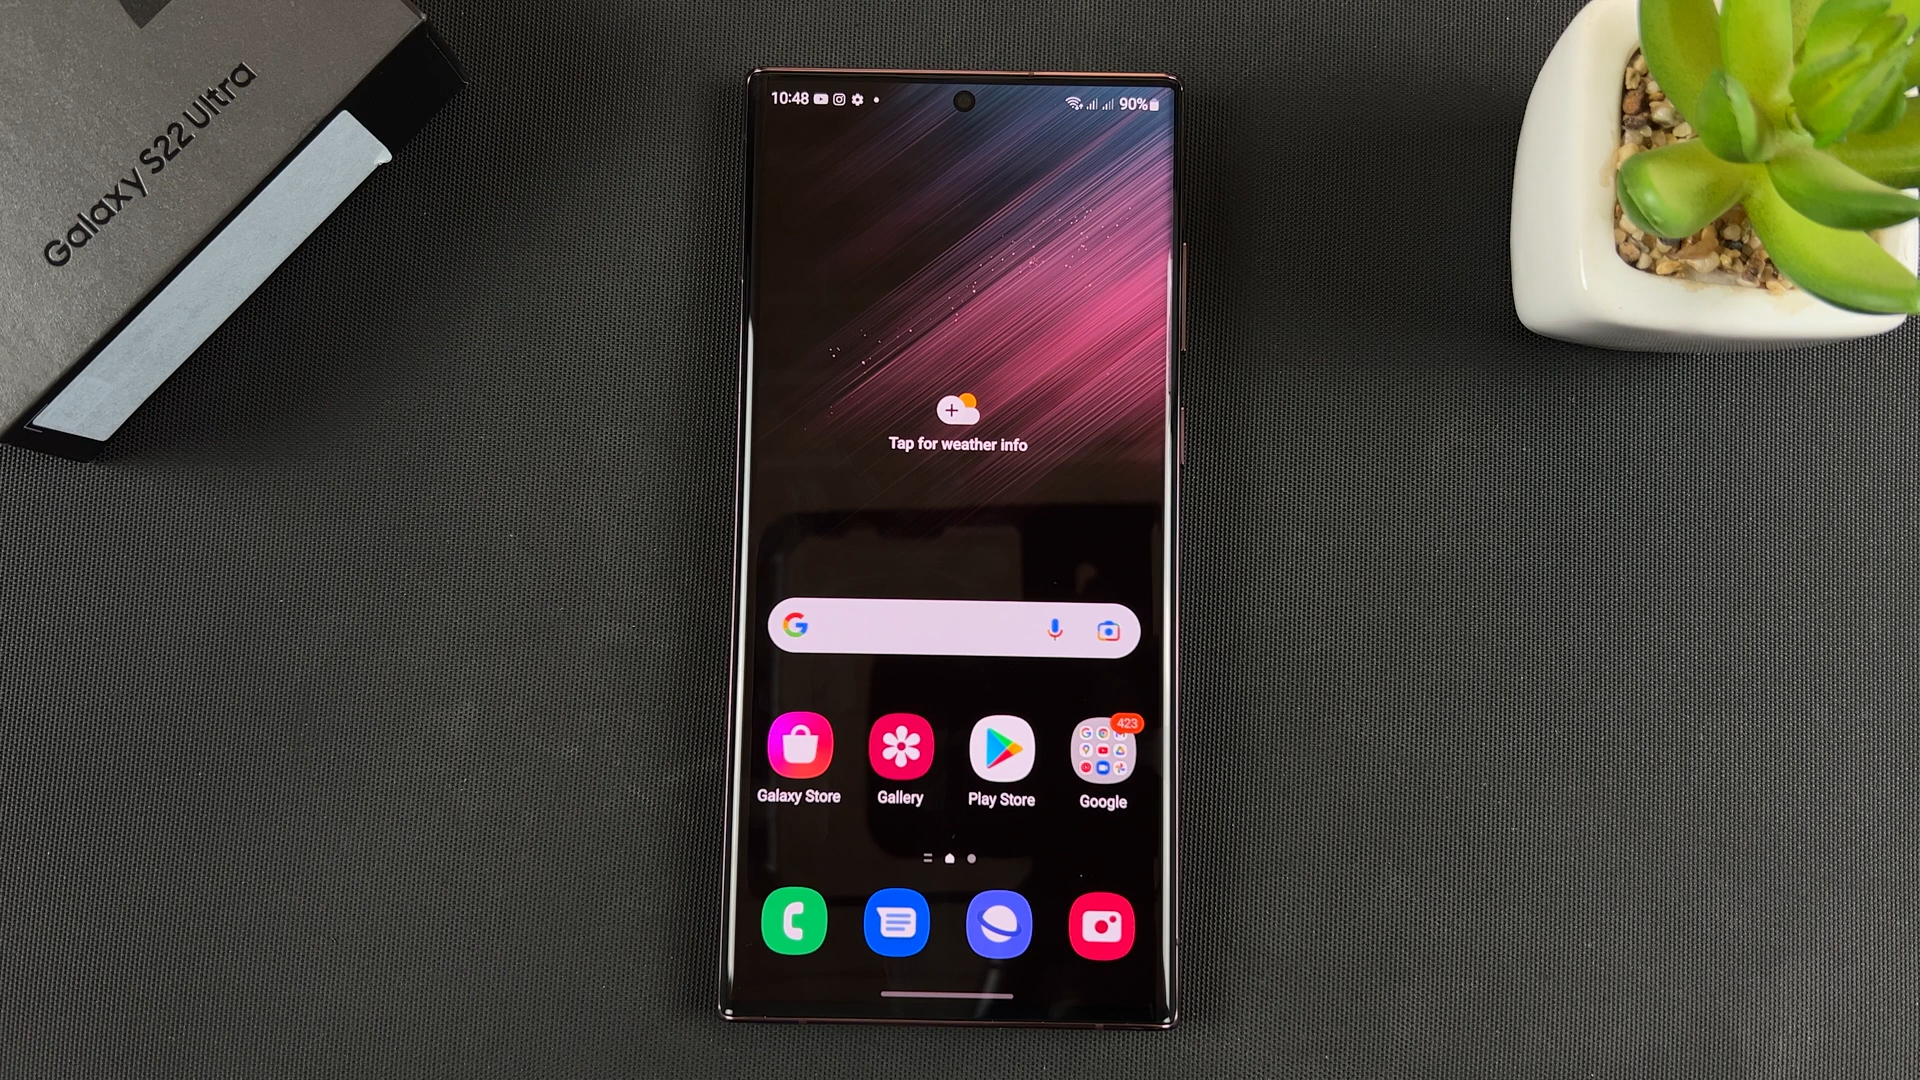 Galaxy S22 Ultra
10:48 90%
Tap for weather info
G
423
Galaxy Store Gallery Play Store Google